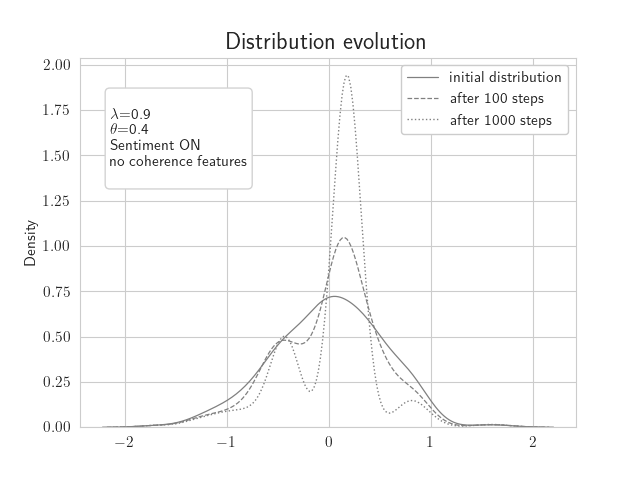 Distribution evolution
λ=0.9
θ=0.4
Sentiment ON
no coherence features
initial distribution
after 100 steps
after 1000 steps
Density
2.00
1.75
1.50
1.25
1.00
0.75
0.50
0.25
0.00
−2
−1
0
1
2